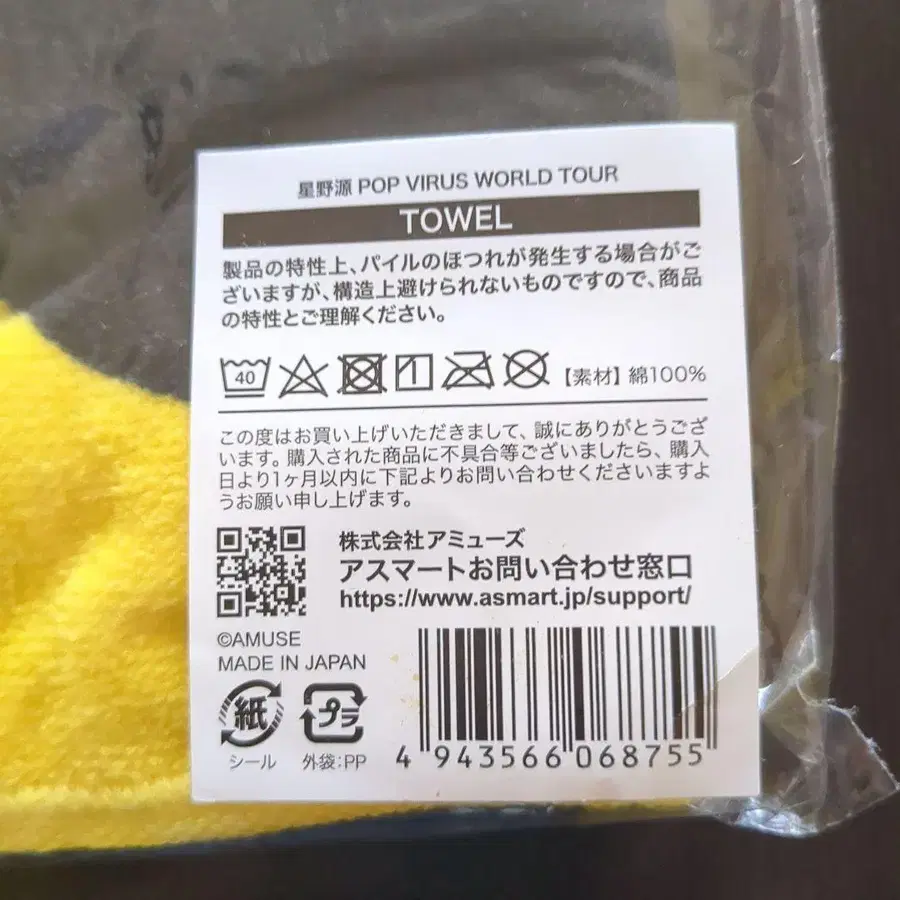 星野源 POP VIRUS WORLD TOUR
TOWEL
製品の特性上、パイルのほつれが発生する場合がご
ざいますが、構造上避けられないものですので、商品
の特性とご理解ください。
40
【素材】綿100%
この度はお買い上げいただきまして、誠にありがとうござ
います。購入された商品に不具合等ございましたら、購入
日より1ヶ月以内に下記よりお問い合わせくださいますよ
うお願い申し上げます。
株式会社アミューズ
アスマートお問い合わせ窓口
https://www.asmart.jp/support/
©AMUSE
MADE IN JAPAN
紙
プラ
シール
外袋:PP
4 943566 068755